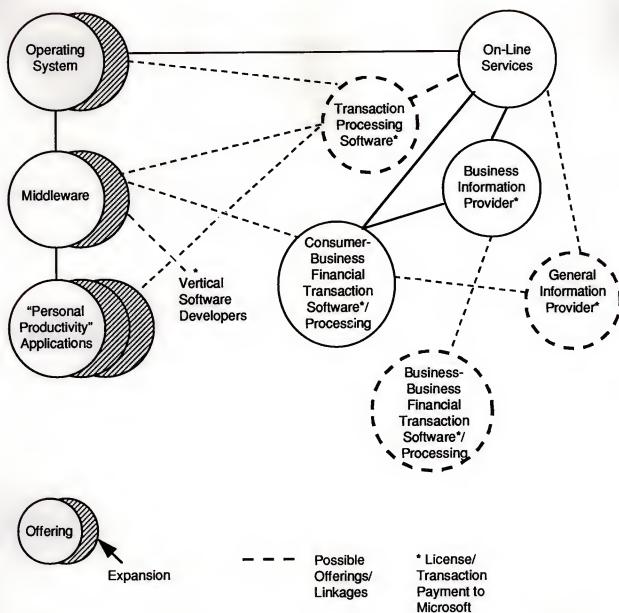 Operating
System
On-Line
Services
Transaction
Processing
Software*
Middleware
Business
Information
Provider*
*
Vertical
Software
Developers
Consumer-
Business
Financial
Transaction
Software*/
Processing
General
Information
Provider*
"Personal
Productivity"
Applications
Business-
Business
Financial
Transaction
Software*/
Processing
Offering
Expansion
Possible
Offerings/
Linkages
* License/
Transaction
Payment to
Microsoft